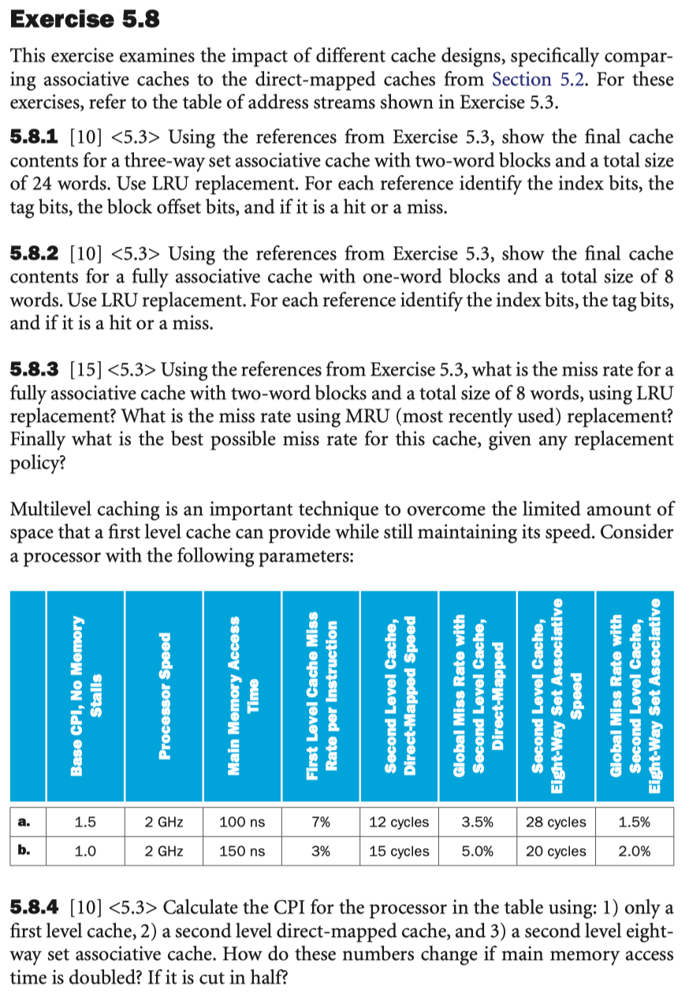 Exercise 5.8
This exercise examines the impact of different cache designs, specifically compar-
ing associative caches to the direct-mapped caches from Section 5.2. For these
exercises, refer to the table of address streams shown in Exercise 5.3.
5.8.1 [10] <5.3> Using the references from Exercise 5.3, show the final cache
contents for a three-way set associative cache with two-word blocks and a total size
of 24 words. Use LRU replacement. For each reference identify the index bits, the
tag bits, the block offset bits, and if it is a hit or a miss.
5.8.2 [10] <5.3> Using the references from Exercise 5.3, show the final cache
contents for a fully associative cache with one-word blocks and a total size of 8
words. Use LRU replacement. For each reference identify the index bits, the tag bits,
and if it is a hit or a miss.
5.8.3 [15] <5.3> Using the references from Exercise 5.3, what is the miss rate for a
fully associative cache with two-word blocks and a total size of 8 words, using LRU
replacement? What is the miss rate using MRU (most recently used) replacement?
Finally what is the best possible miss rate for this cache, given any replacement
policy?
Multilevel caching is an important technique to overcome the limited amount of
space that a first level cache can provide while still maintaining its speed. Consider
a processor with the following parameters:
Base CPI, No Memory
Stalls
Processor Speed
Main Memory Access
Time
First Level Cache Miss
Rate per Instruction
Second Level Cache,
Direct-Mapped Speed
Global Miss Rate with
Second Level Cache,
Direct-Mapped
Second Level Cache,
Eight-Way Set Associative
Speed
Global Miss Rate with
Second Level Cache,
Eight-Way Set Associative
a. 1.5 2 GHz 100 ns 7% 12 cycles 3.5% 28 cycles 1.5%
b. 1.0 2 GHz 150 ns 3% 15 cycles 5.0% 20 cycles 2.0%
5.8.4 [10] <5.3> Calculate the CPI for the processor in the table using: 1) only a
first level cache, 2) a second level direct-mapped cache, and 3) a second level eight-
way set associative cache. How do these numbers change if main memory access
time is doubled? If it is cut in half?